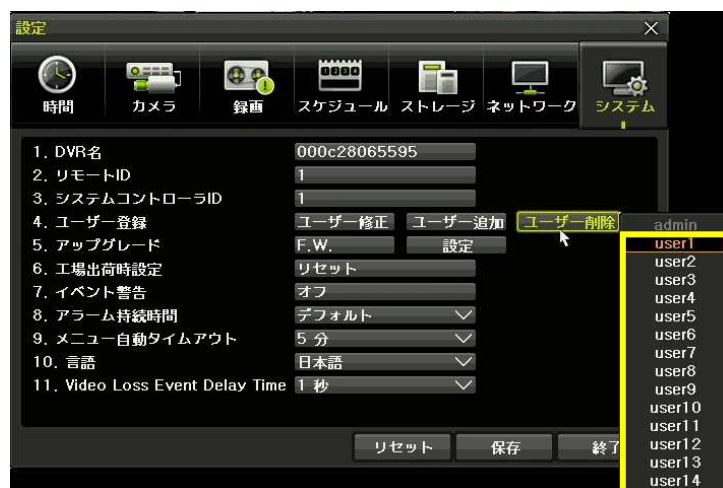 設定
時間 カメラ 録画 スケジュール ストレージ ネットワーク システム
1. DVR名 000c28065595
2. リモートID 1
3. システムコントローラID 1
4. ユーザー登録 ユーザー修正 ユーザー追加 ユーザー削除
5. アップグレード F.W. 設定
6. 工場出荷時設定 リセット
7. イベント警告 オフ
8. アラーム持続時間 デフォルト
9. メニュー自動タイムアウト 5 分
10. 言語 日本語
11. Video Loss Event Delay Time 1 秒
リセット 保存 終了
admin
user1
user2
user3
user4
user5
user6
user7
user8
user9
user10
user11
user12
user13
user14